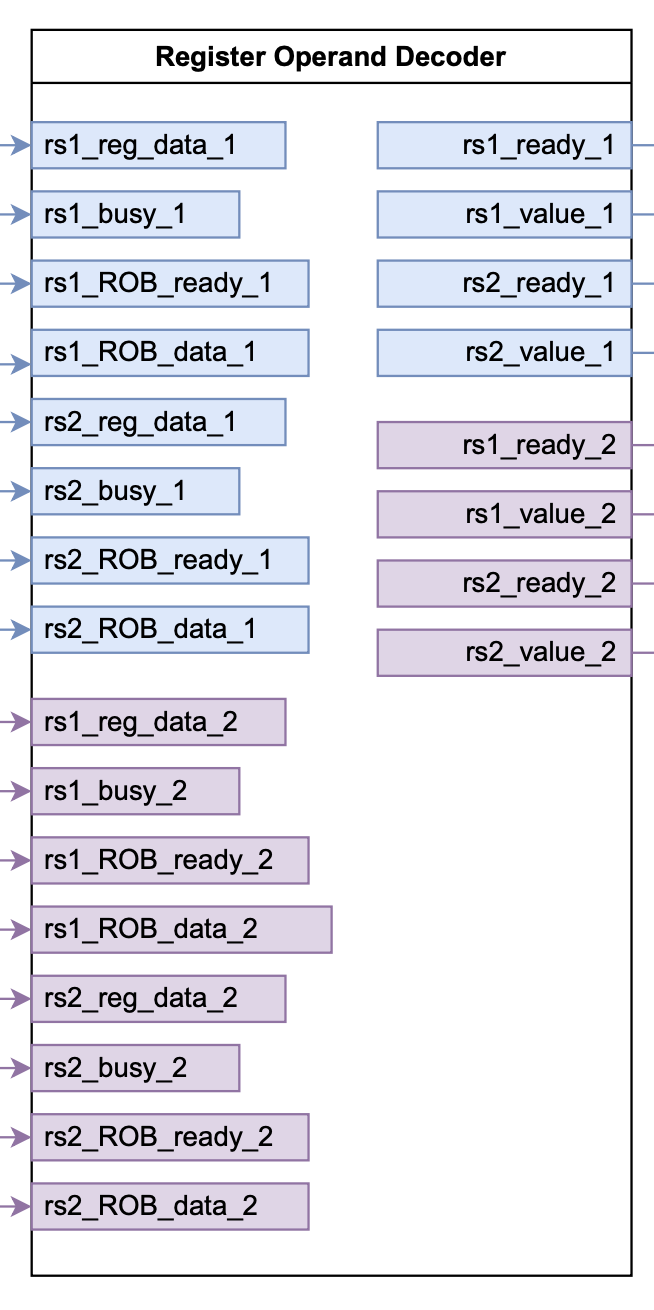 Register Operand Decoder
rs1_reg_data_1
rs1_busy_1
rs1_ROB_ready_1
rs1_ROB_data_1
rs2_reg_data_1
rs2_busy_1
rs2_ROB_ready_1
rs2_ROB_data_1
rs1_reg_data_2
rs1_busy_2
rs1_ROB_ready_2
rs1_ROB_data_2
rs2_reg_data_2
rs2_busy_2
rs2_ROB_ready_2
rs2_ROB_data_2
rs1_ready_1
rs1_value_1
rs2_ready_1
rs2_value_1
rs1_ready_2
rs1_value_2
rs2_ready_2
rs2_value_2